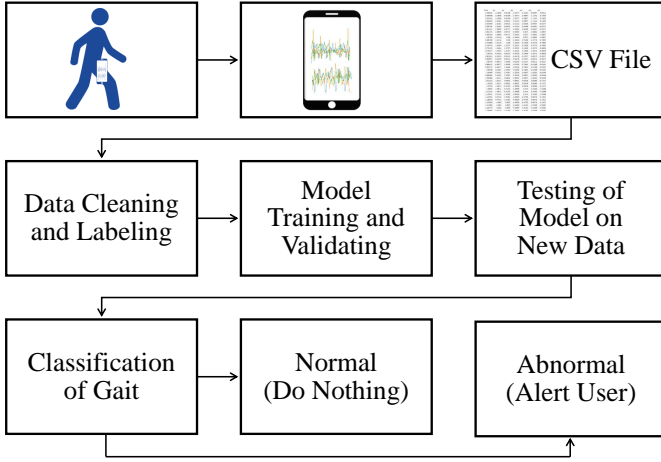 CSV File
Data Cleaning
and Labeling
Model
Training and
Validating
Testing of
Model on
New Data
Classification
of Gait
Normal
(Do Nothing)
Abnormal
(Alert User)